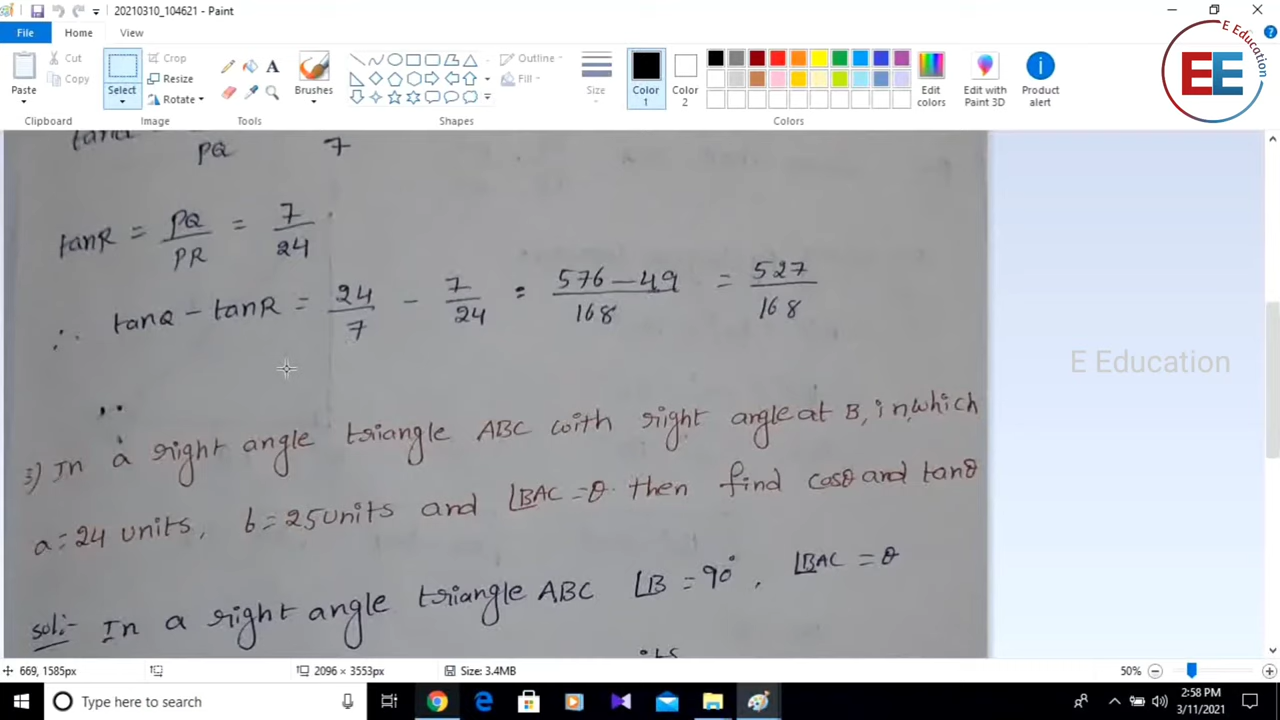 20210310_104621 - Paint
File Home View
Paste Cut Copy Clipboard
Select Crop Resize Rotate Image
Tools
Brushes
Outline Fill Shapes
Size
Color 1 Color 2 Edit colors Colors
Edit with Paint 3D
Product alert
EE E Education
PQ 7
tanR = PQ/PR = 7/24
∴ tanQ - tanR = 24/7 - 7/24 = 576 - 49/168 = 527/168
E Education
3) In a right angle triangle ABC with right angle at B, in which
a = 24 units, b = 25 units and ∠BAC = θ. then find cosθ and tanθ
Sol:- In a right angle triangle ABC ∠B = 90°, ∠BAC = θ
669, 1585px 2096 × 3553px Size: 3.4MB 50%
Type here to search
2:58 PM
3/11/2021